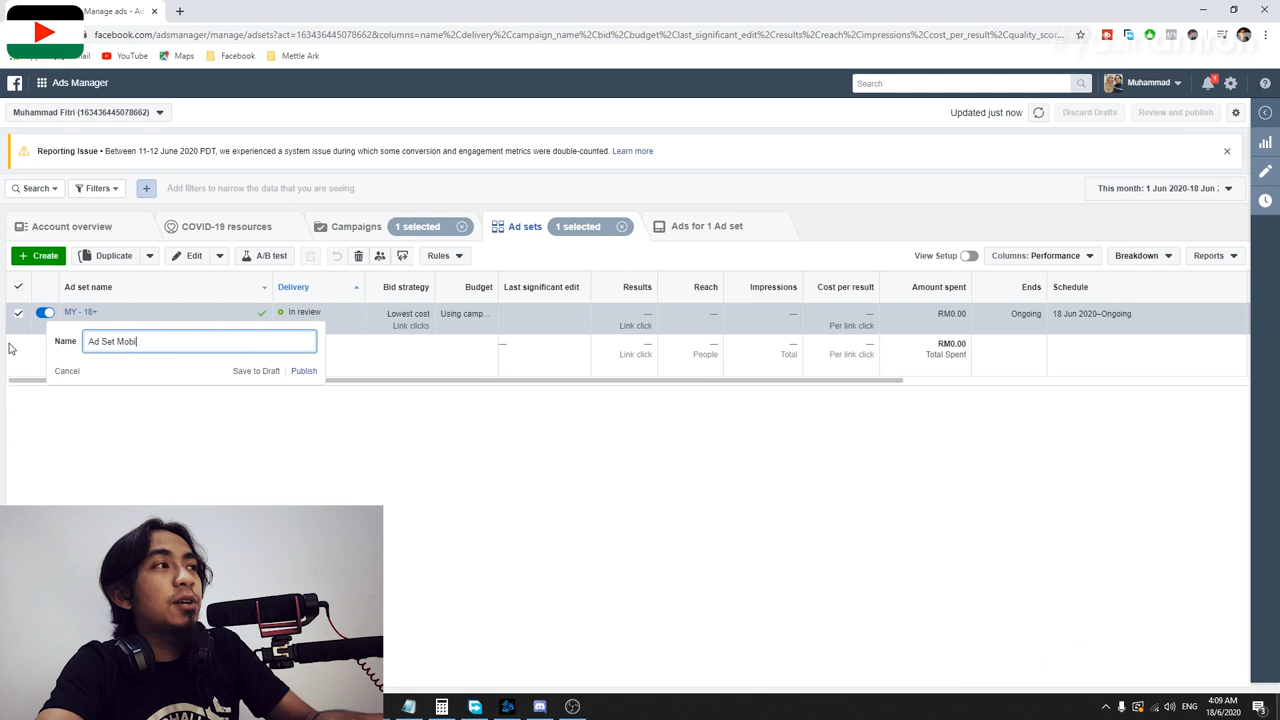 Manage ads - Ad
facebook.com/adsmanager/manage/adsets?act=163436445078662&columns=name%2Cdelivery%2Ccampaign_name%2Cbid%2Cbudget%2Clast_significant_edit%2Cresults%2Creach%2Cimpressions%2Ccost_per_result%2Cquality_sco...
YouTube
Maps
Facebook
Mettle Ark
Ads Manager
Search
Muhammad
1
Muhammad Fitri (163436445078662)
Updated just now
Discard Drafts
Review and publish
Reporting Issue • Between 11-12 June 2020 PDT, we experienced a system issue during which some conversion and engagement metrics were double-counted. Learn more
Search
Filters
+
Add filters to narrow the data that you are seeing.
This month: 1 Jun 2020-18 Jun
Account overview
COVID-19 resources
Campaigns
1 selected
Ad sets
1 selected
Ads for 1 Ad set
+ Create
Duplicate
Edit
A/B test
Rules
View Setup
Columns: Performance
Breakdown
Reports
Ad set name
Delivery
Bid strategy
Budget
Last significant edit
Results
Reach
Impressions
Cost per result
Amount spent
Ends
Schedule
MY - 18+
In review
Lowest cost
Link clicks
Using camp...
—
Link click
—
—
—
Per link click
RM0.00
Ongoing
18 Jun 2020–Ongoing
—
—
Link click
—
People
—
Total
—
Per link click
RM0.00
Total Spent
Name
Ad Set Mobi
Cancel
Save to Draft
Publish
CHALLENG
4:09 AM
ENG
18/6/2020
3